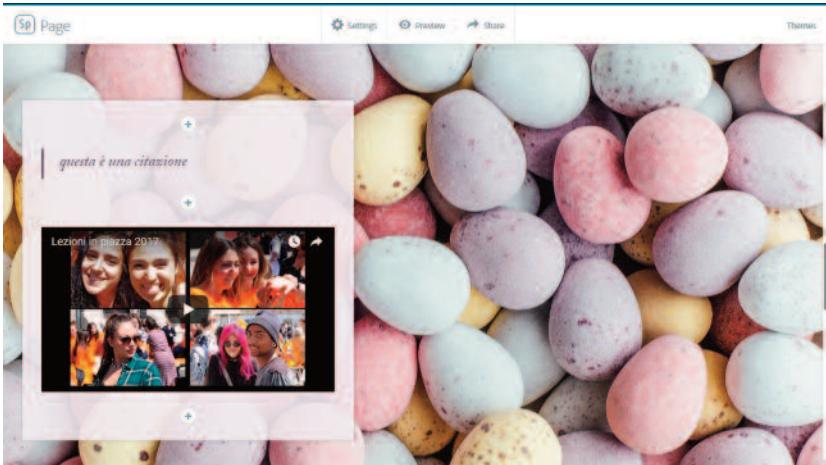 Sp Page
Settings Preview Share
Themes
questa è una citazione
Lezioni in piazza 2017